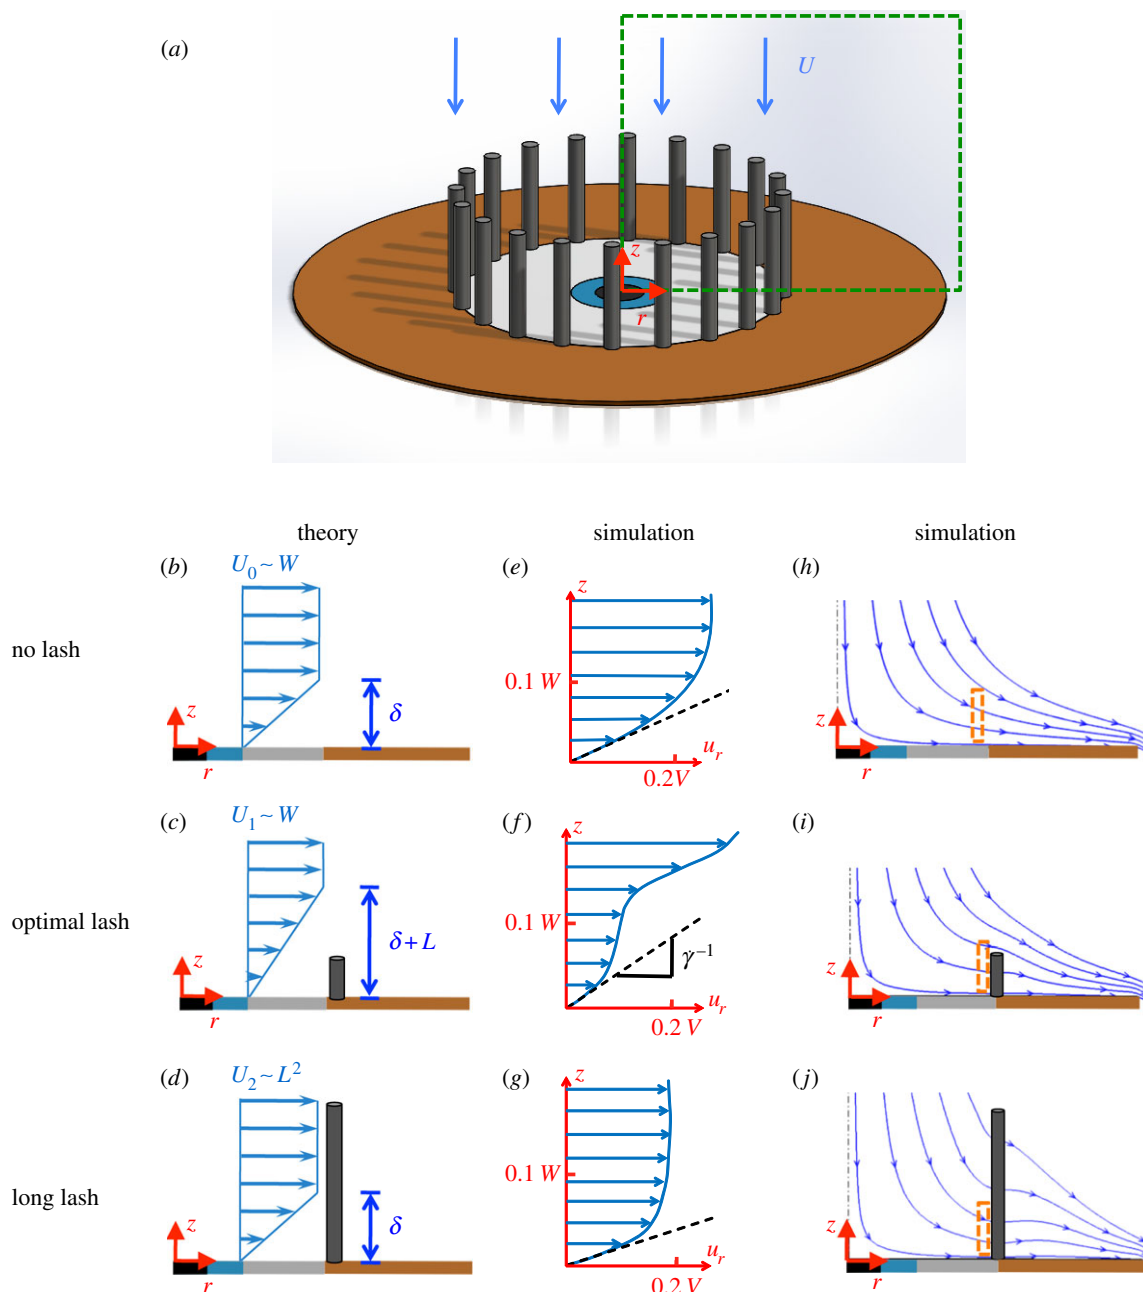 (a)
U
z
r
theory simulation simulation
(b) U₀ ~ W (e) z (h)
no lash
0.1 W
δ
z
r
uᵣ
0.2V
z
r
(c) U₁ ~ W (f) z (i)
optimal lash
0.1 W
δ + L
γ⁻¹
z
r
uᵣ
0.2 V
z
r
(d) U₂ ~ L² (g) z (j)
long lash
0.1 W
δ
z
r
uᵣ
0.2 V
z
r